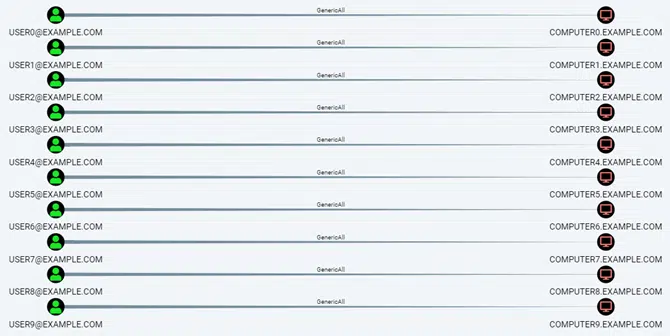 GenericAll
USER0@EXAMPLE.COM COMPUTER0.EXAMPLE.COM
GenericAll
USER1@EXAMPLE.COM COMPUTER1.EXAMPLE.COM
GenericAll
USER2@EXAMPLE.COM COMPUTER2.EXAMPLE.COM
GenericAll
USER3@EXAMPLE.COM COMPUTER3.EXAMPLE.COM
GenericAll
USER4@EXAMPLE.COM COMPUTER4.EXAMPLE.COM
GenericAll
USER5@EXAMPLE.COM COMPUTER5.EXAMPLE.COM
GenericAll
USER6@EXAMPLE.COM COMPUTER6.EXAMPLE.COM
GenericAll
USER7@EXAMPLE.COM COMPUTER7.EXAMPLE.COM
GenericAll
USER8@EXAMPLE.COM COMPUTER8.EXAMPLE.COM
GenericAll
USER9@EXAMPLE.COM COMPUTER9.EXAMPLE.COM